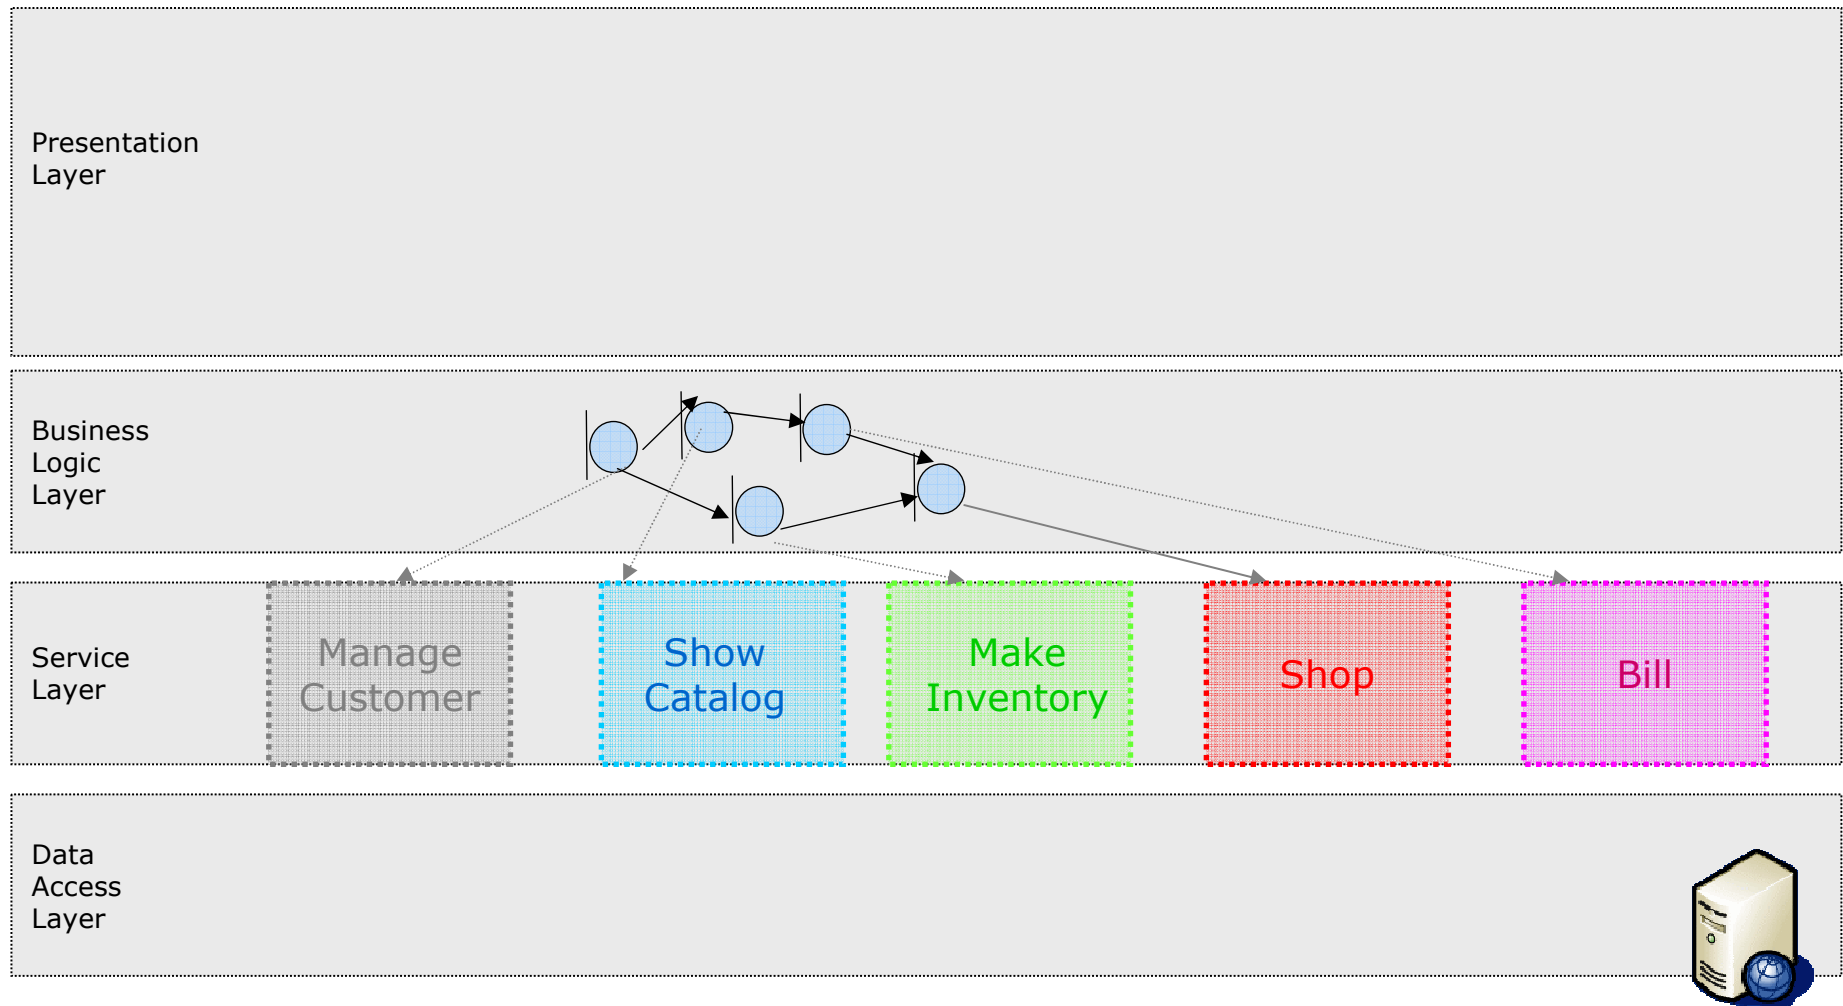 Presentation
Layer
Business
Logic
Layer
Service
Layer
Manage
Customer
Show
Catalog
Make
Inventory
Shop
Bill
Data
Access
Layer